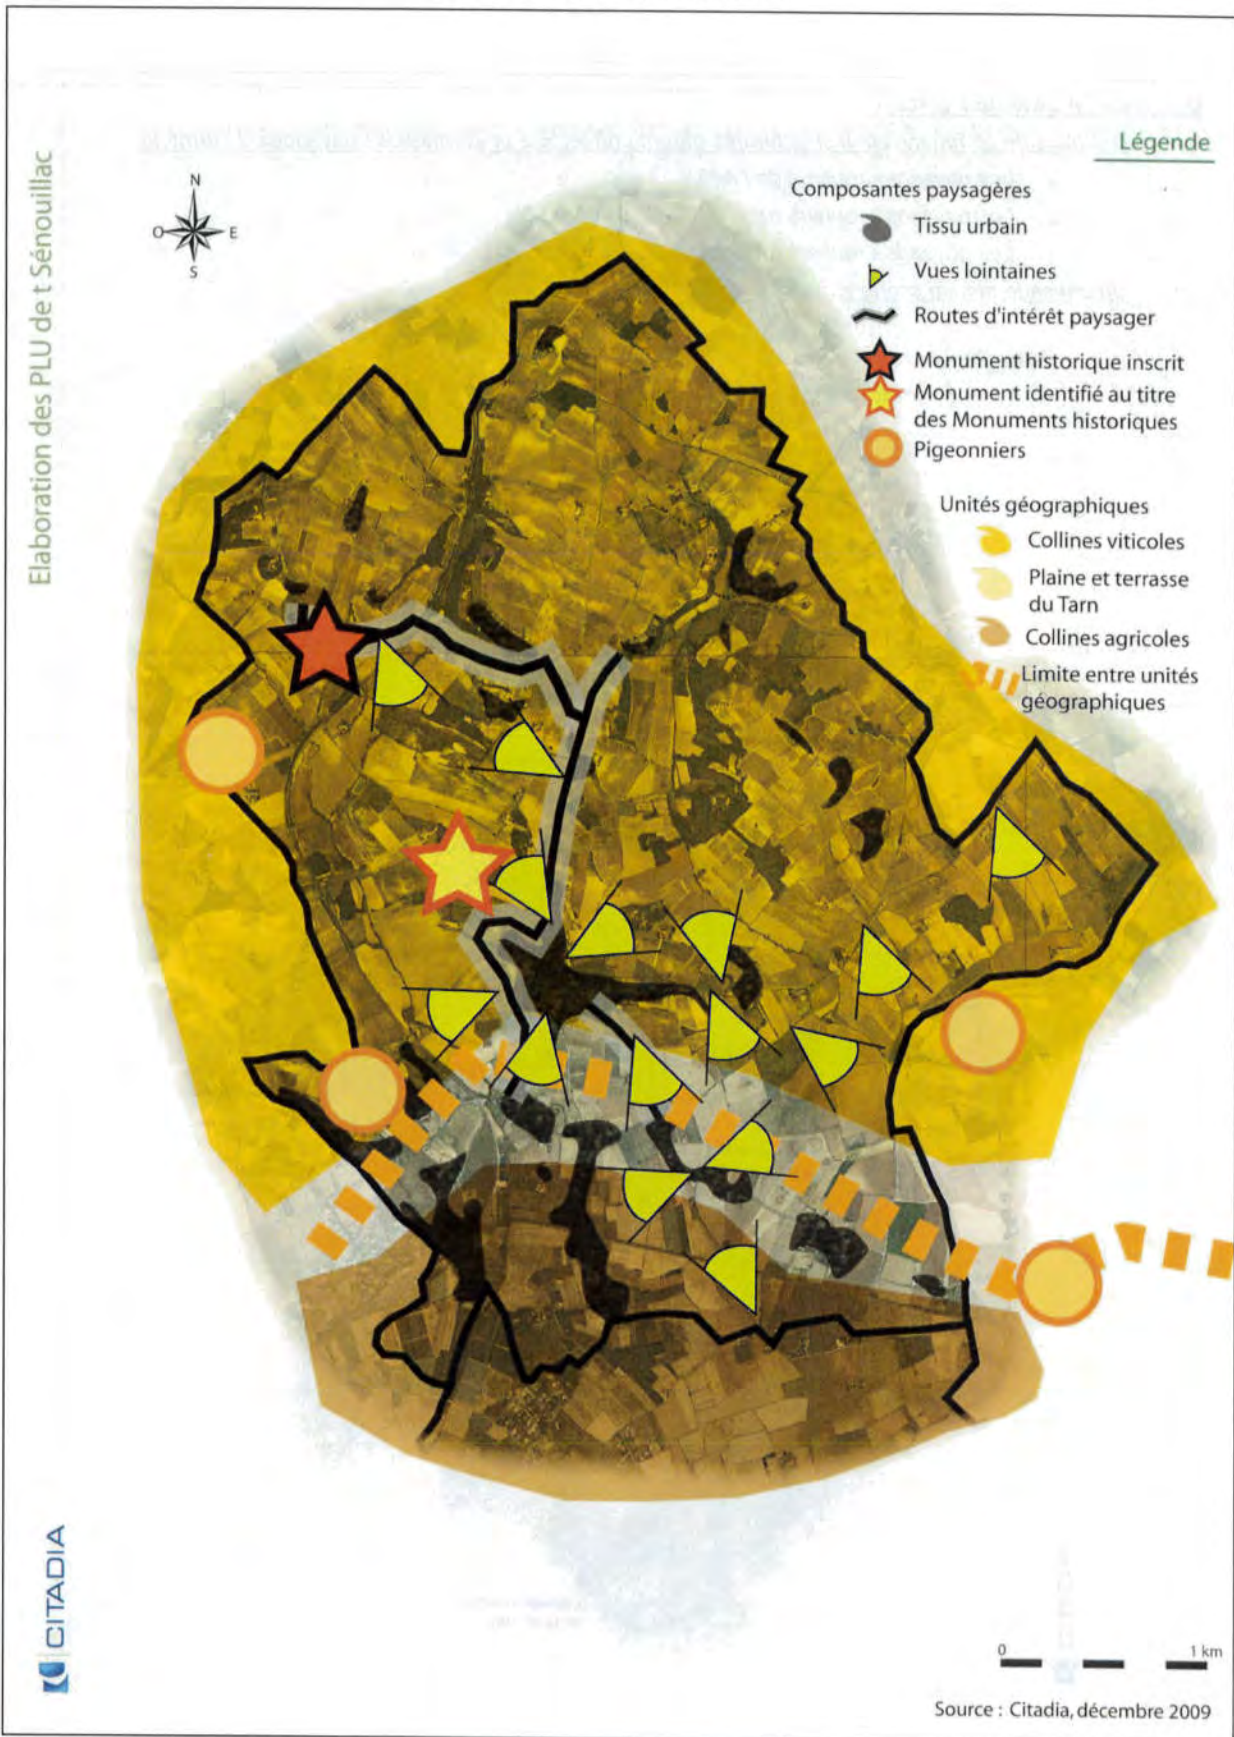 Elaboration des PLU de t Sénouillac
N
O
E
S
Légende
Composantes paysagères
Tissu urbain
Vues lointaines
Routes d'intérêt paysager
Monument historique inscrit
Monument identifié au titre
des Monuments historiques
Pigeonniers
Unités géographiques
Collines viticoles
Plaine et terrasse
du Tarn
Collines agricoles
Limite entre unités
géographiques
CITADIA
0
1 km
Source : Citadia, décembre 2009